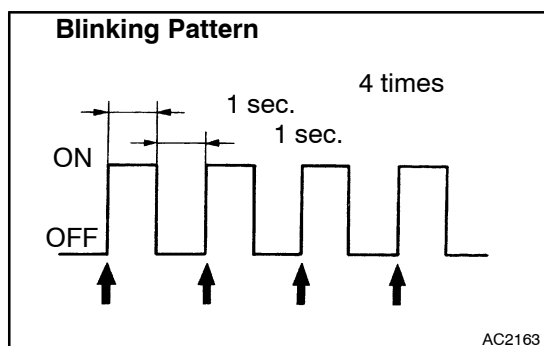 Blinking Pattern
4 times
1 sec.
1 sec.
ON
OFF
AC2163